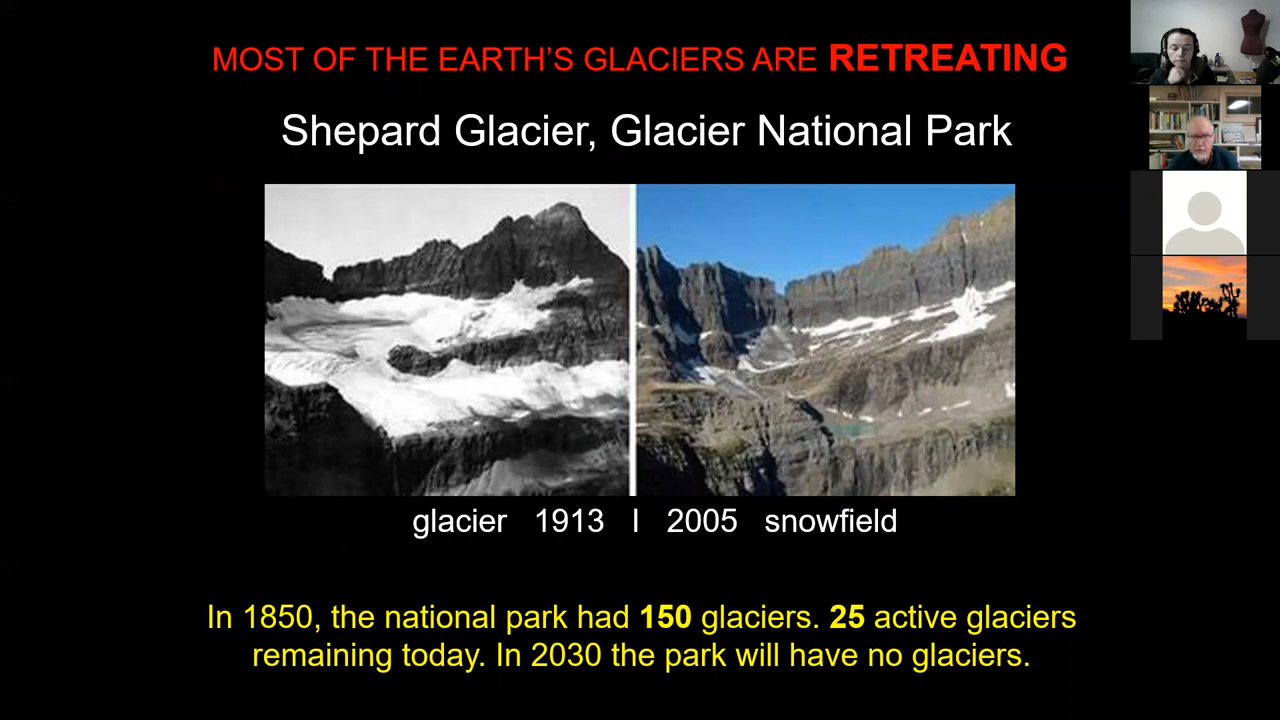 MOST OF THE EARTH'S GLACIERS ARE RETREATING
Shepard Glacier, Glacier National Park
glacier 1913 | 2005 snowfield
In 1850, the national park had 150 glaciers. 25 active glaciers
remaining today. In 2030 the park will have no glaciers.